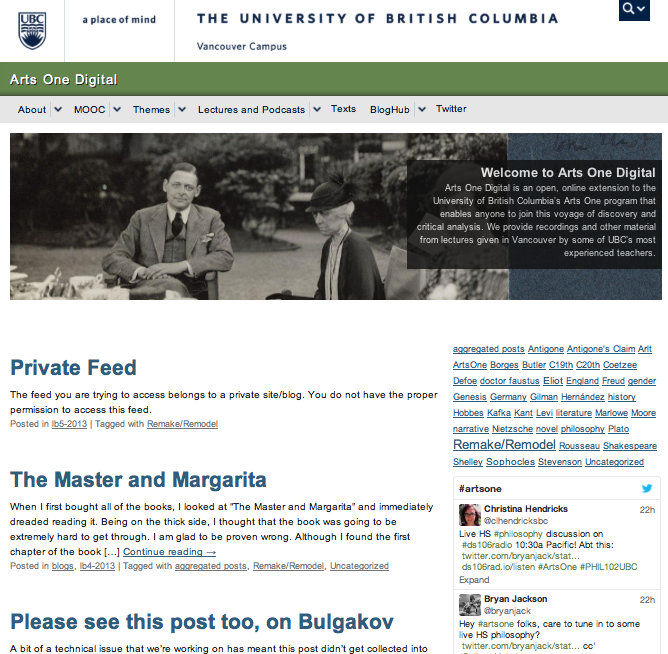 UBC
a place of mind
THE UNIVERSITY OF BRITISH COLUMBIA
Vancouver Campus
Arts One Digital
About MOOC Themes Lectures and Podcasts Texts BlogHub Twitter
Welcome to Arts One Digital
Arts One Digital is an open, online extension to the
University of British Columbia's Arts One program that
enables anyone to join this voyage of discovery and
critical analysis. We provide recordings and other material
from lectures given in Vancouver by some of UBC's most
experienced teachers.
Private Feed
The feed you are trying to access belongs to a private site/blog. You do not have the proper
permission to access this feed.
Posted in lb5-2013 | Tagged with Remake/Remodel
The Master and Margarita
When I first bought all of the books, I looked at "The Master and Margarita" and immediately
dreaded reading it. Being on the thick side, I thought that the book was going to be
extremely hard to get through. I am glad to be proven wrong. Although I found the first
chapter of the book [...] Continue reading →
Posted in blogs, lb4-2013 | Tagged with aggregated posts, Remake/Remodel, Uncategorized
Please see this post too, on Bulgakov
A bit of a technical issue that we're working on has meant this post didn't get collected into
aggregated posts Antigone Antigone's Claim Arlt
ArtsOne Borges Butler C19th C20th Coetzee
Defoe doctor faustus Eliot England Freud gender
Genesis Germany Gilman Hernández history
Hobbes Kafka Kant Levi literature Marlowe Moore
narrative Nietzsche novel philosophy Plato
Remake/Remodel Rousseau Shakespeare
Shelley Sophocles Stevenson Uncategorized
#artsone
Christina Hendricks 22h
@clhendricksbc
Live HS #philosophy discussion on
#ds106radio 10:30a Pacific! Abt this:
twitter.com/bryanjack/stat…
ds106rad.io/listen #ArtsOne #PHIL102UBC
Expand
Bryan Jackson 22h
@bryanjack
Hey #artsone folks, care to tune in to some
live HS philosophy?
twitter.com/bryanjack/stat… cc'